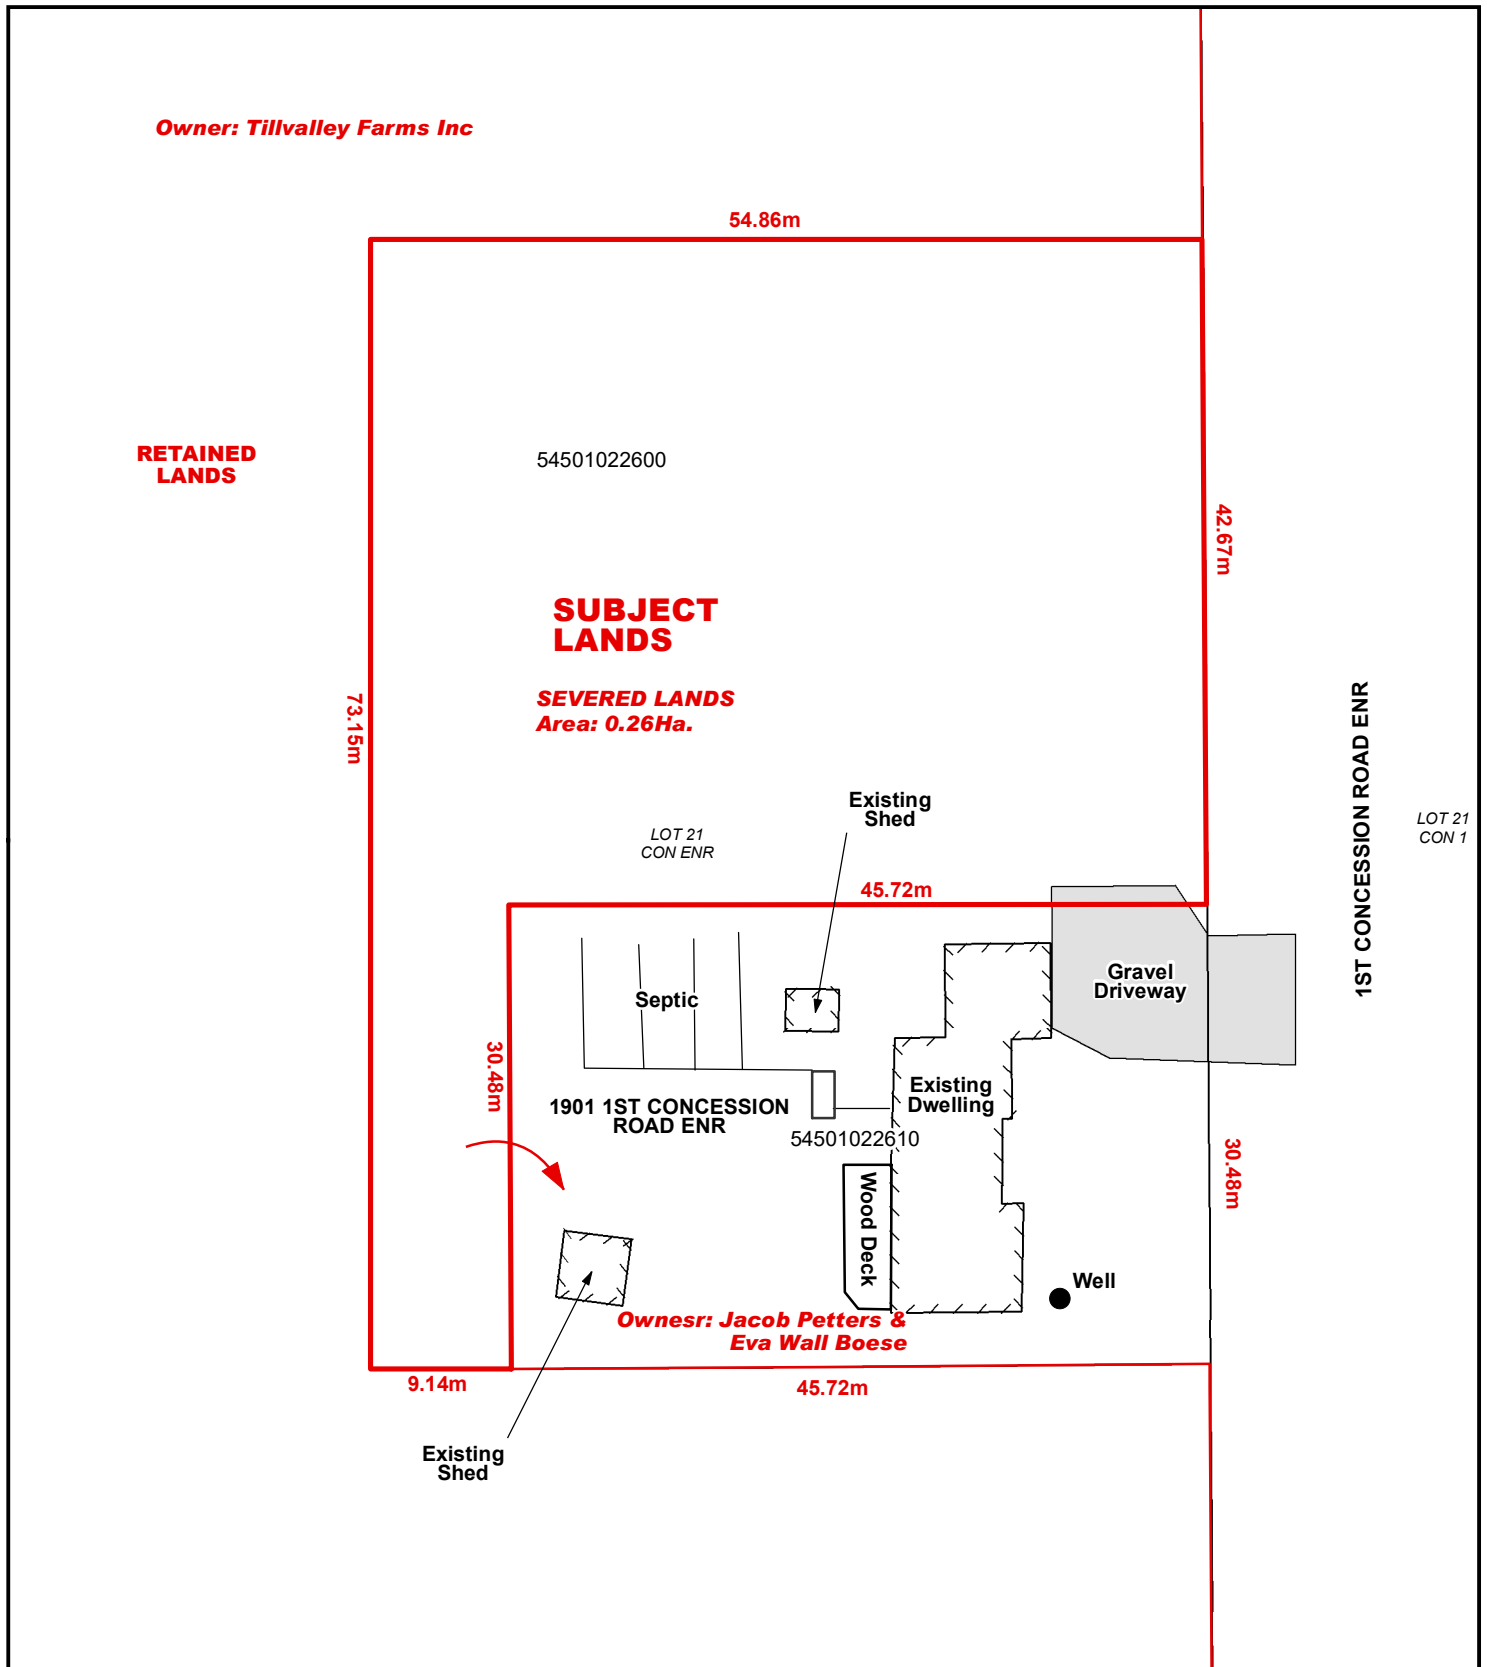 Owner: Tillvalley Farms Inc
54.86m
RETAINED
LANDS
54501022600
42.67m
SUBJECT
LANDS
SEVERED LANDS
Area: 0.26Ha.
73.15m
1ST CONCESSION ROAD ENR
Existing
Shed
LOT 21
CON ENR
LOT 21
CON 1
45.72m
Gravel
Driveway
Septic
30.48m
Existing
Dwelling
1901 1ST CONCESSION
ROAD ENR
54501022610
30.48m
Wood Deck
Well
Ownesr: Jacob Petters &
Eva Wall Boese
9.14m
45.72m
Existing
Shed